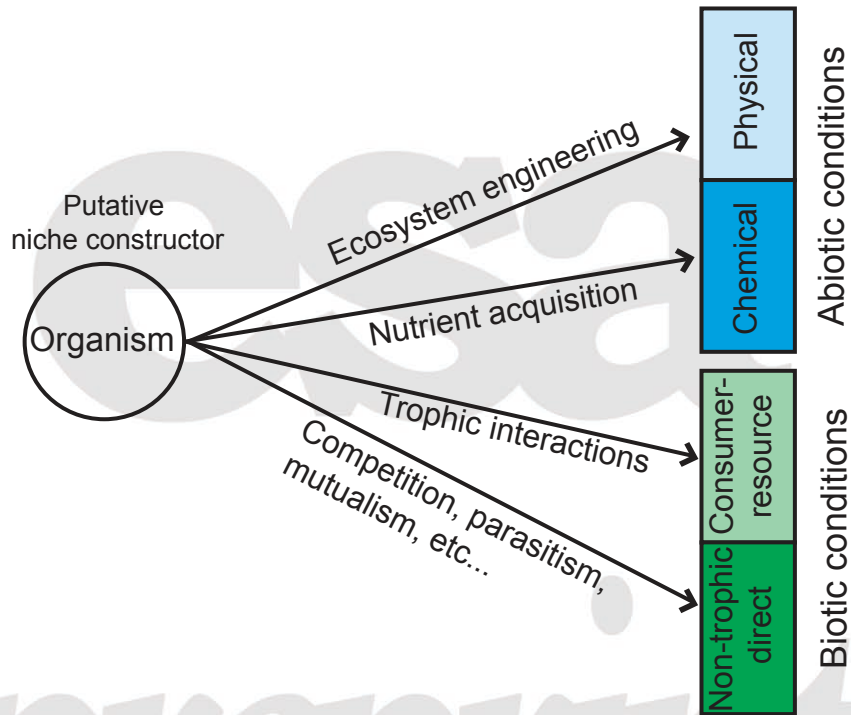 Putative
niche constructor
Organism
Ecosystem engineering
Nutrient acquisition
Trophic interactions
Competition, parasitism,
mutualism, etc...
Physical
Chemical
Abiotic conditions
Consumer-
resource
Non-trophic
direct
Biotic conditions
esa